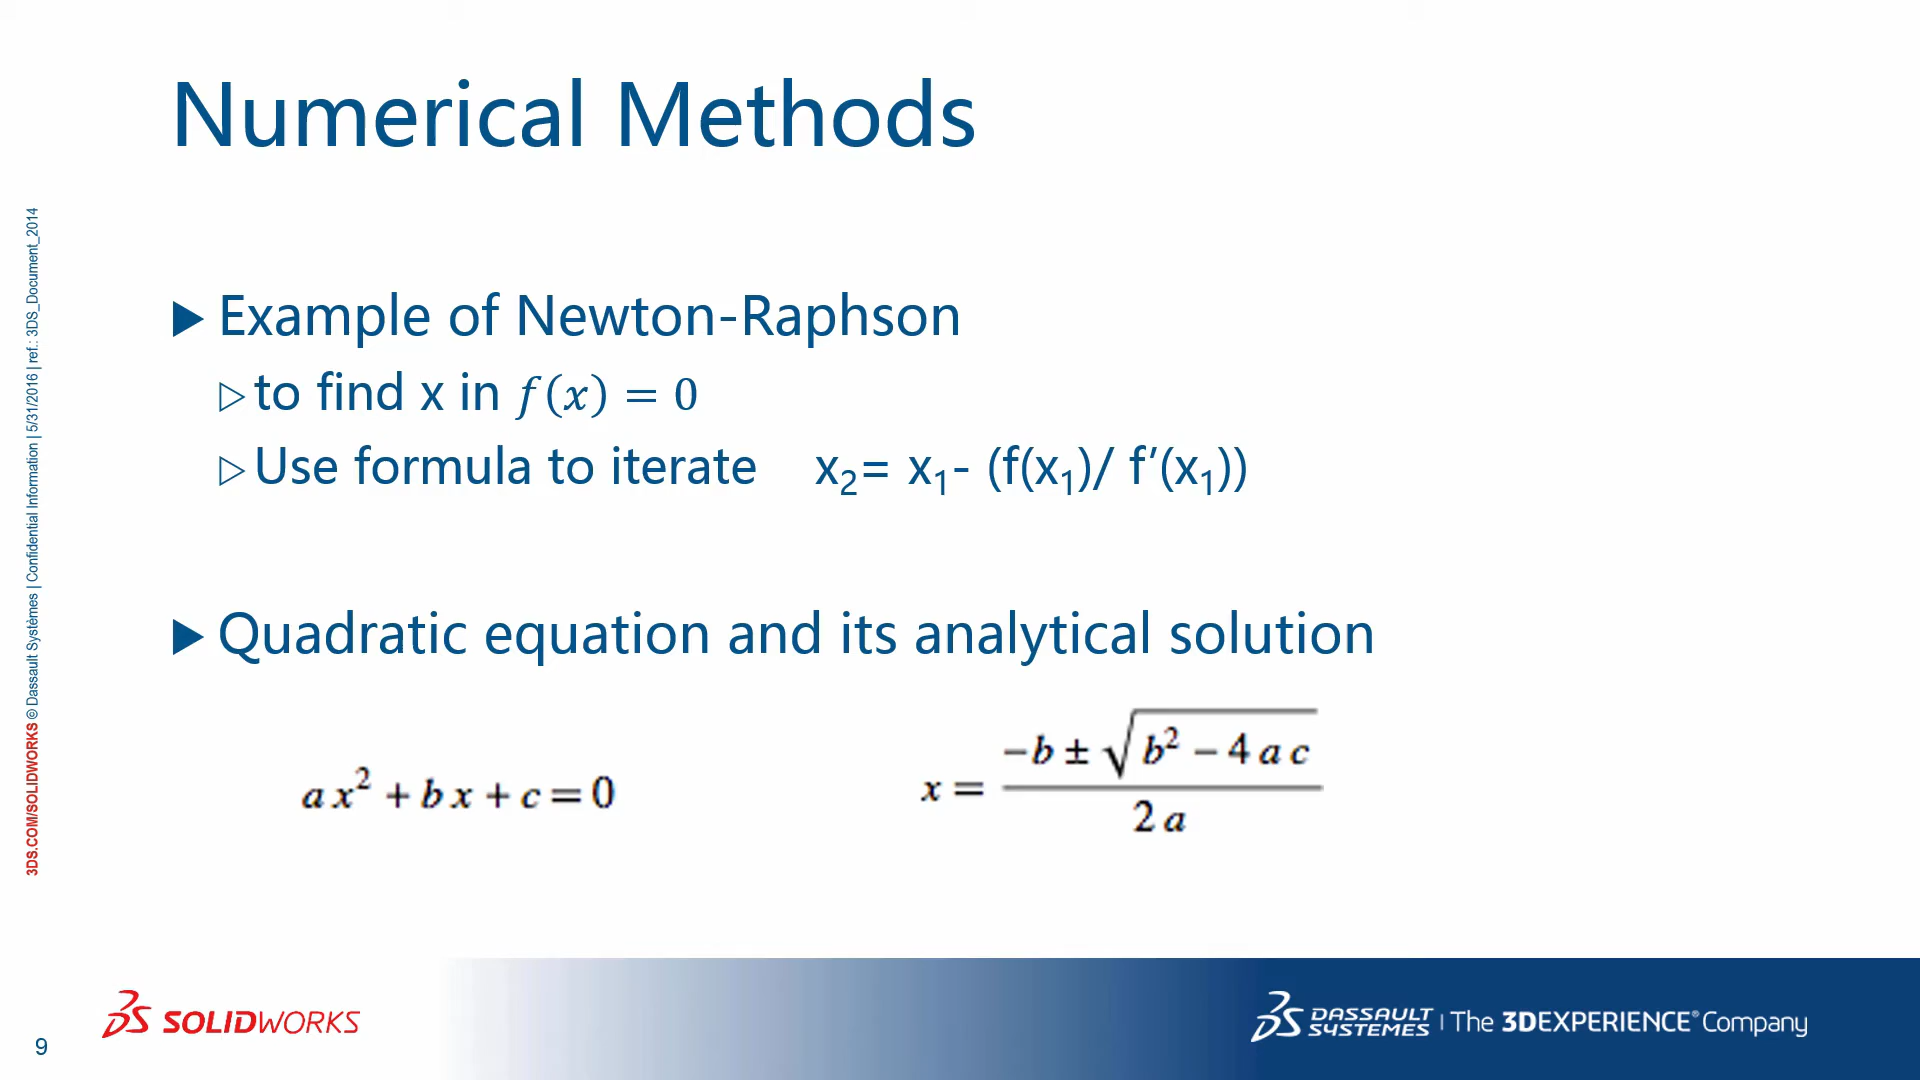 Numerical Methods
▶ Example of Newton-Raphson
▷ to find x in f(x) = 0
▷ Use formula to iterate x₂= x₁- (f(x₁)/ f’(x₁))
▶ Quadratic equation and its analytical solution
a x² + b x + c = 0
x = (−b ± √(b² − 4 a c)) / (2 a)
3DS.COM/SOLIDWORKS © Dassault Systèmes | Confidential Information | 5/31/2016 | ref.: 3DS_Document_2014
9
SOLIDWORKS
DASSAULT SYSTEMES | The 3DEXPERIENCE® Company